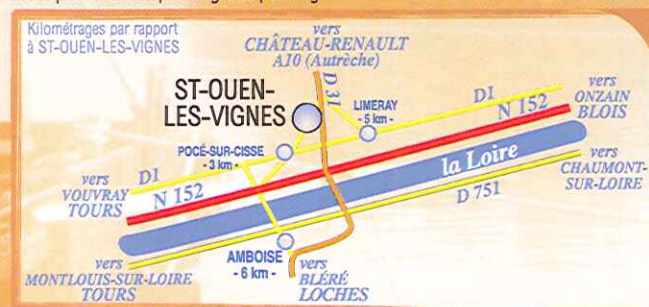 Kilométrages par rapport
à ST-OUEN-LES-VIGNES
vers
CHÂTEAU-RENAULT
A10 (Autrèche)
D 31
ST-OUEN-
LES-VIGNES
LIMERAY
- 5 km -
D1
N 152
vers
ONZAIN
BLOIS
POCÉ-SUR-CISSE
- 3 km -
D1
N 152
vers
VOUVRAY
TOURS
la Loire
D 751
vers
CHAUMONT-
SUR-LOIRE
AMBOISE
- 6 km -
vers
BLÉRÉ
LOCHES
vers
MONTLOUIS-SUR-LOIRE
TOURS